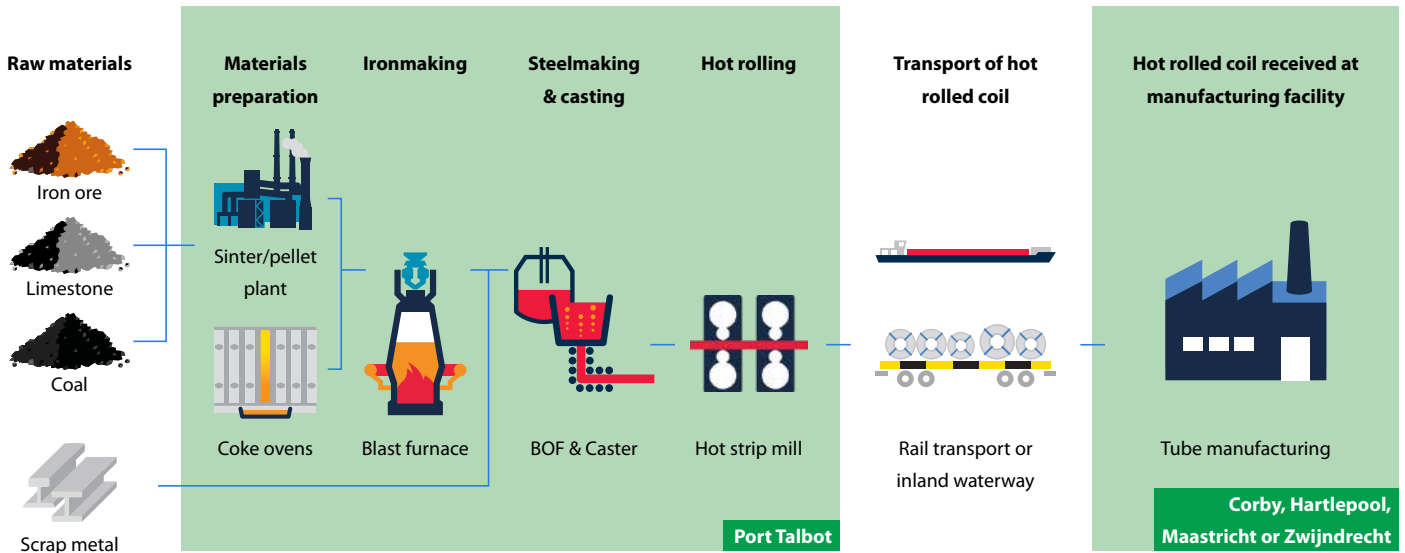 Raw materials
Iron ore
Limestone
Coal
Scrap metal
Materials
preparation
Sinter/pellet
plant
Coke ovens
Ironmaking
Blast furnace
Steelmaking
& casting
BOF & Caster
Hot rolling
Hot strip mill
Port Talbot
Transport of hot
rolled coil
Rail transport or
inland waterway
Hot rolled coil received at
manufacturing facility
Tube manufacturing
Corby, Hartlepool,
Maastricht or Zwijndrecht